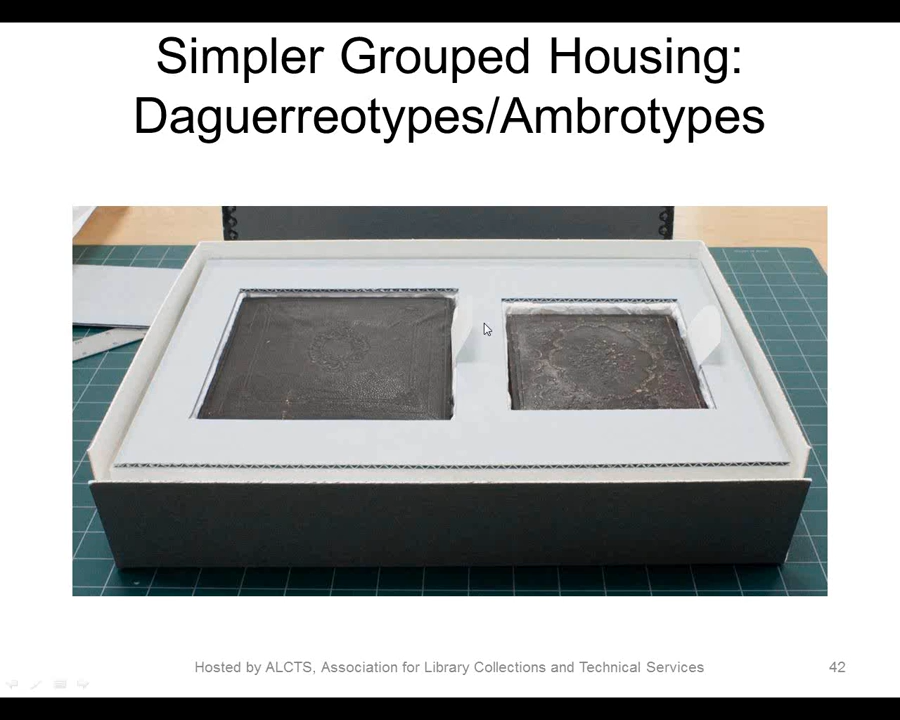 Simpler Grouped Housing:
Daguerreotypes/Ambrotypes
Hosted by ALCTS, Association for Library Collections and Technical Services
42